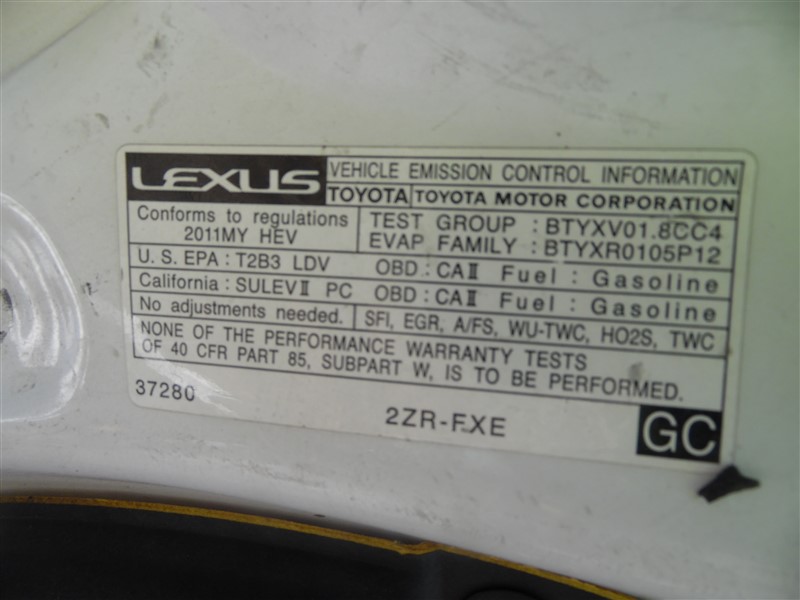 LEXUS VEHICLE EMISSION CONTROL INFORMATION
TOYOTA TOYOTA MOTOR CORPORATION
Conforms to regulations
2011MY HEV
TEST GROUP : BTYXV01.8CC4
EVAP FAMILY : BTYXR0105P12
U.S. EPA : T2B3 LDV OBD : CAⅡ Fuel : Gasoline
California : SULEVⅡ PC OBD : CAⅡ Fuel : Gasoline
No adjustments needed. SFI, EGR, A/FS, WU-TWC, HO2S, TWC
NONE OF THE PERFORMANCE WARRANTY TESTS
OF 40 CFR PART 85, SUBPART W, IS TO BE PERFORMED.
37280
2ZR-FXE
GC